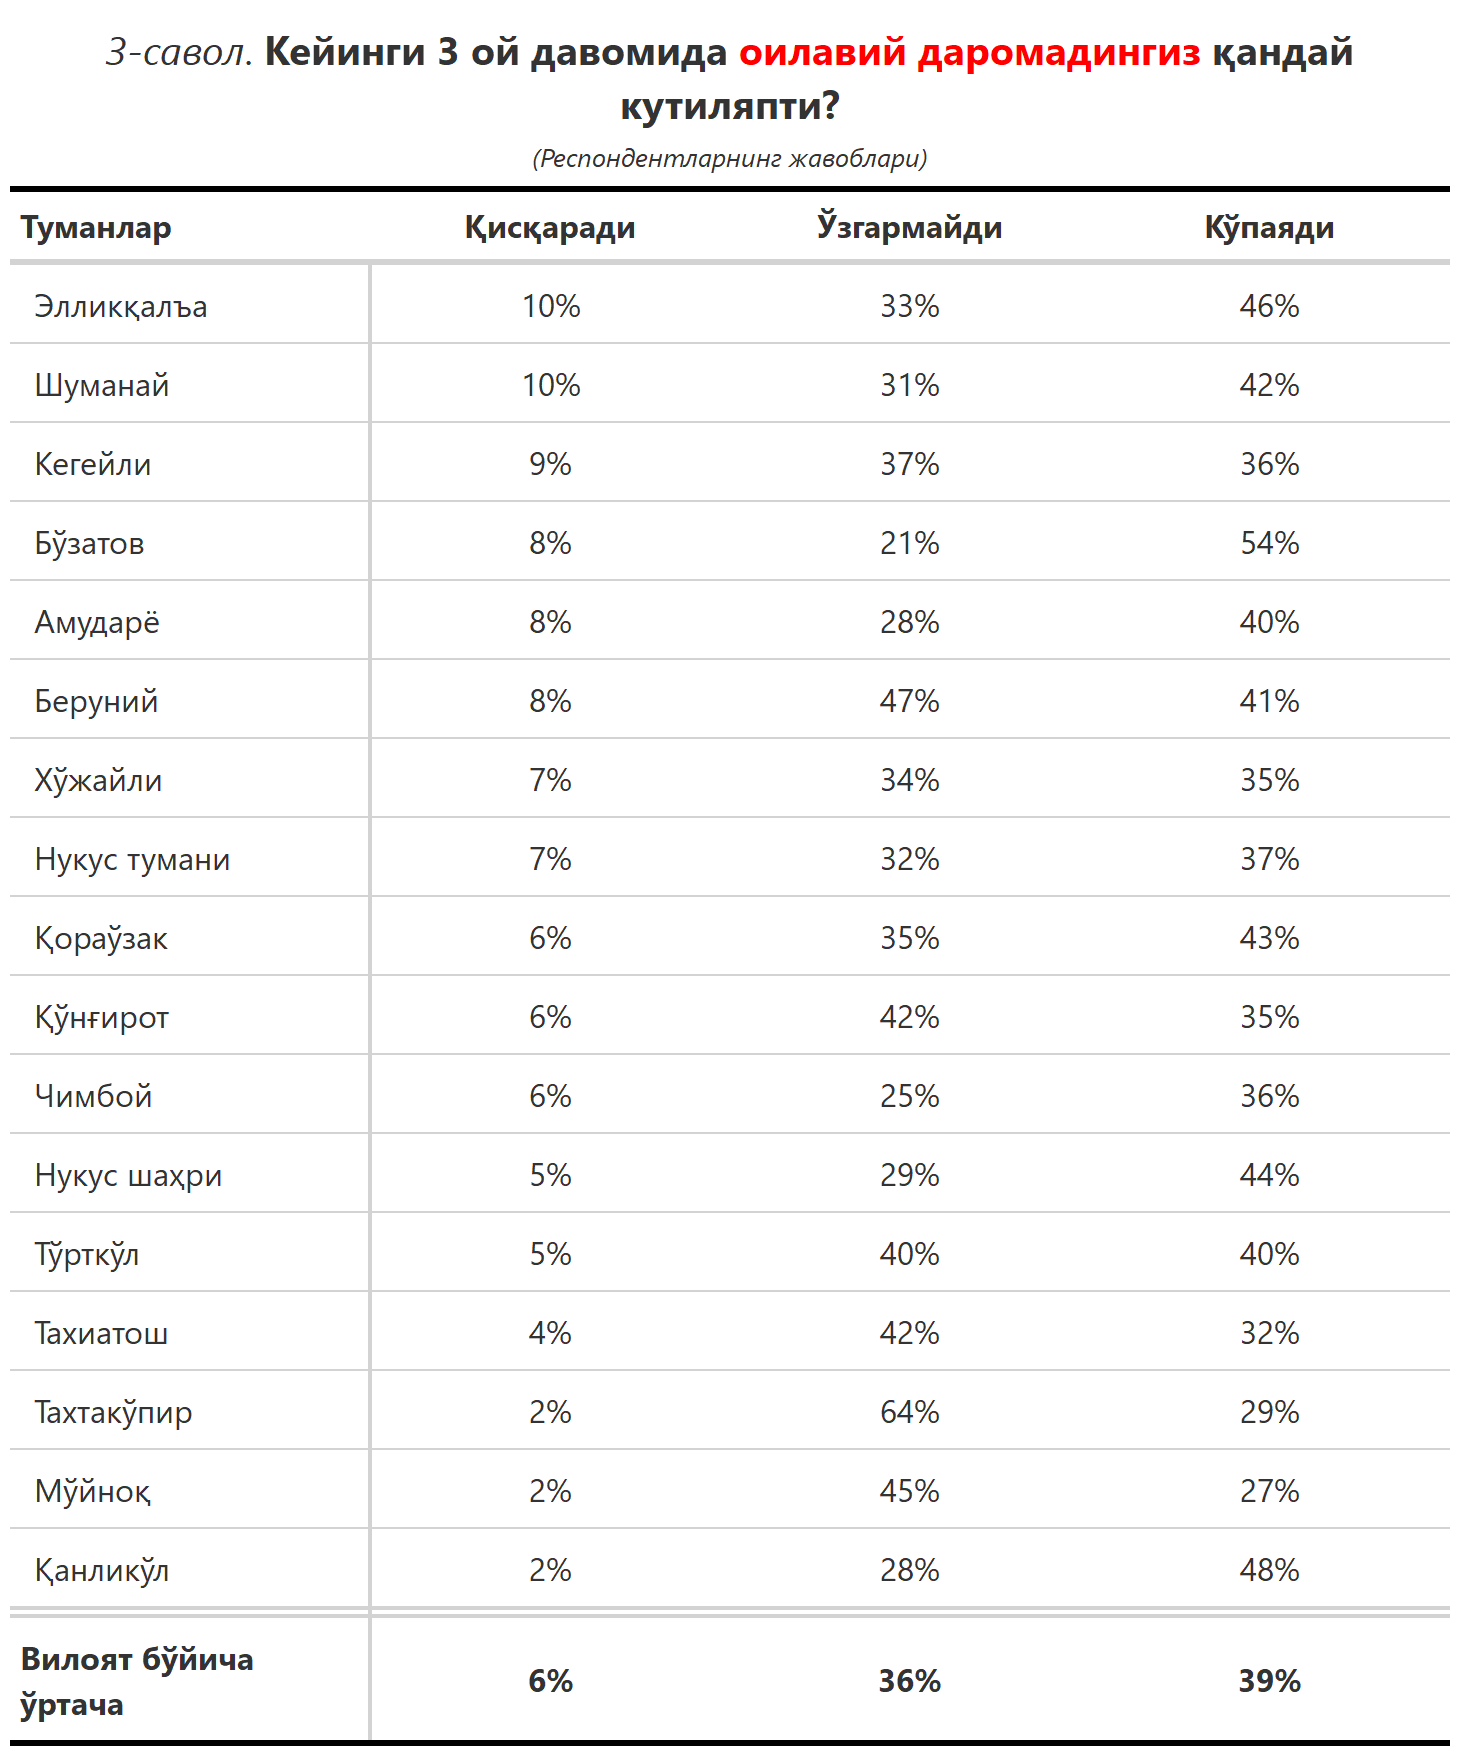 3-савол. Кейинги 3 ой давомида оилавий даромадингиз қандай
кутиляпти?
(Респондентларнинг жавоблари)
Туманлар Қисқаради Ўзгармайди Кўпаяди
Элликқалъа 10% 33% 46%
Шуманай 10% 31% 42%
Кегейли 9% 37% 36%
Бўзатов 8% 21% 54%
Амударё 8% 28% 40%
Беруний 8% 47% 41%
Хўжайли 7% 34% 35%
Нукус тумани 7% 32% 37%
Қораўзак 6% 35% 43%
Қўнғирот 6% 42% 35%
Чимбой 6% 25% 36%
Нукус шаҳри 5% 29% 44%
Тўрткўл 5% 40% 40%
Тахиатош 4% 42% 32%
Тахтакўпир 2% 64% 29%
Мўйноқ 2% 45% 27%
Қанликўл 2% 28% 48%
Вилоят бўйича
ўртача 6% 36% 39%